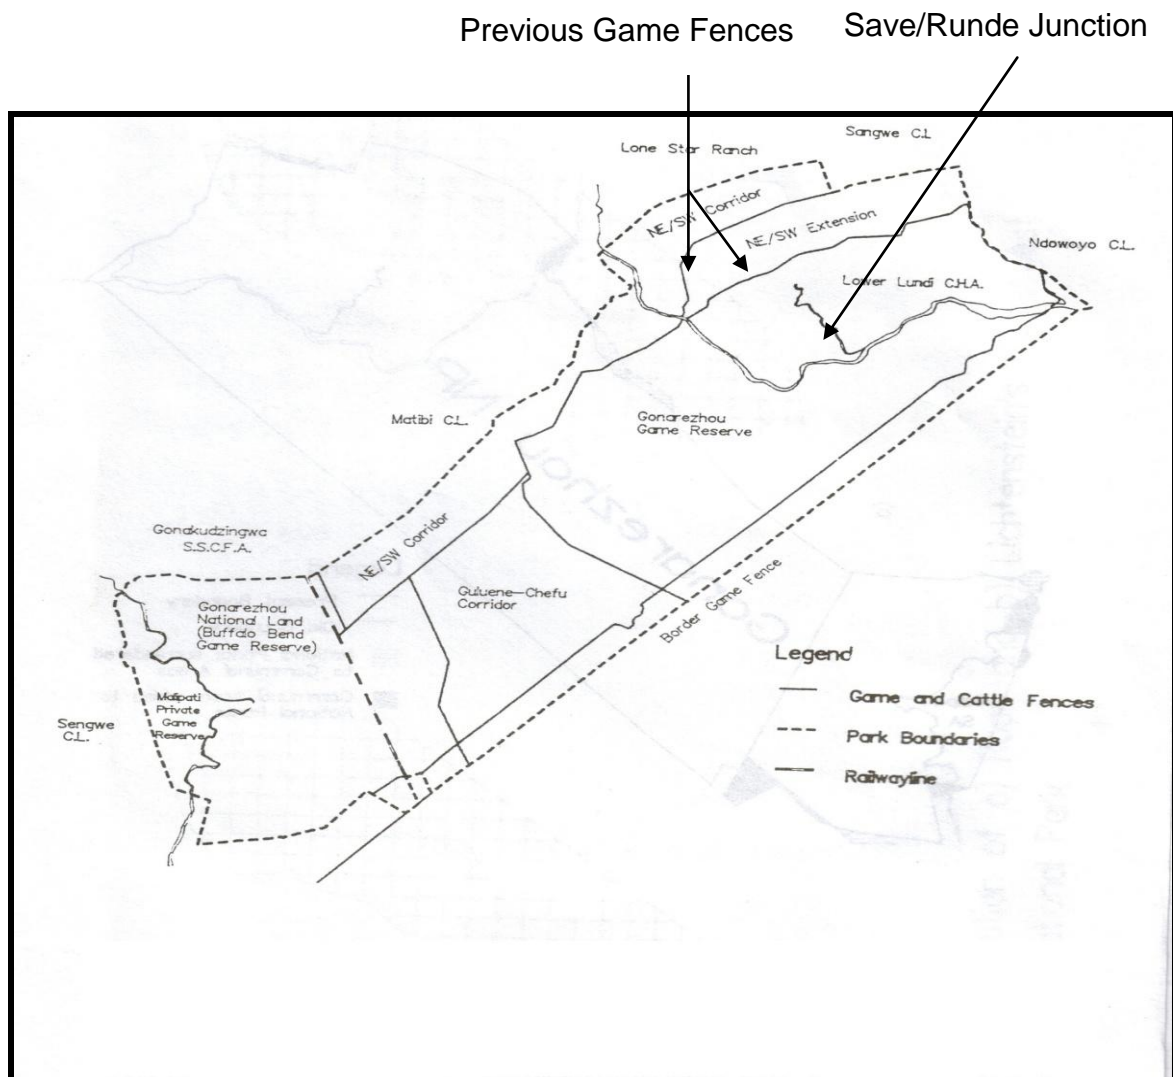 Previous Game Fences
Save/Runde Junction
Sangwe C.L
Lone Star Ranch
NE/SW Corridor
NE/SW Extension
Ndowoyo C.L.
Lower Lundi C.H.A.
Gonarezhou
Game Reserve
Matibi C.L.
Gonakudzingwa
S.S.C.F.A.
NE/SW Corridor
Guluene-Chefu
Corridor
Border Game Fence
Gonarezhou
National Land
(Buffalo Bend
Game Reserve)
Malipati
Private
Game
Reserve
Sengwe
C.L.
Legend
Game and Cattle Fences
Park Boundaries
Railwayline